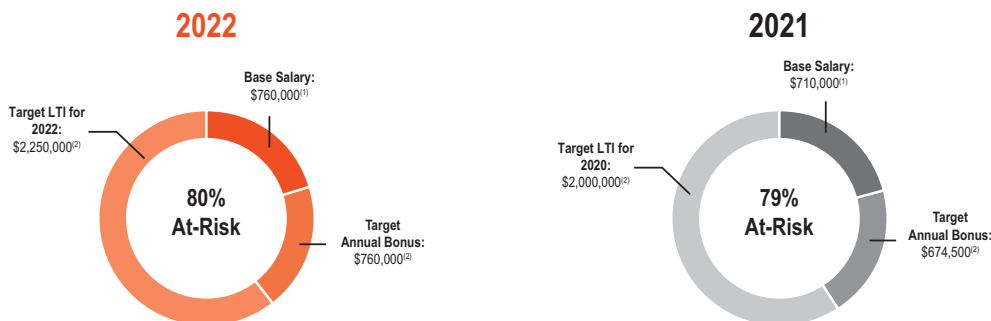 2022
Base Salary:
$760,000(1)
Target LTI for
2022:
$2,250,000(2)
80%
At-Risk
Target
Annual Bonus:
$760,000(2)
2021
Base Salary:
$710,000(1)
Target LTI for
2020:
$2,000,000(2)
79%
At-Risk
Target
Annual Bonus:
$674,500(2)